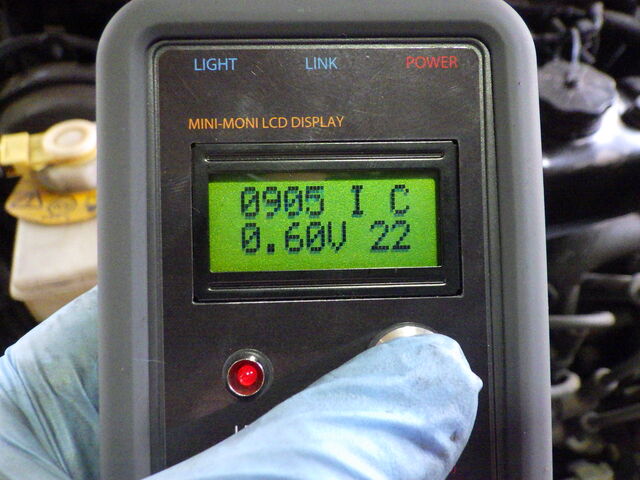 LIGHT LINK POWER
MINI-MONI LCD DISPLAY
0905 I C
0.60V 22